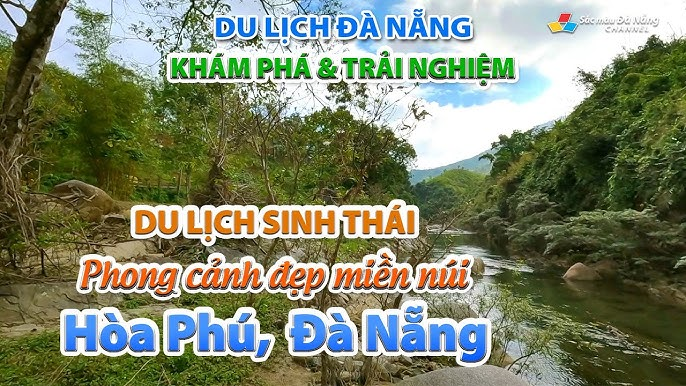 DU LỊCH ĐÀ NẴNG
Sắc màu Đà Nẵng
CHANNEL
KHÁM PHÁ & TRẢI NGHIỆM
DU LỊCH SINH THÁI
Phong cảnh đẹp miền núi
Hòa Phú, Đà Nẵng